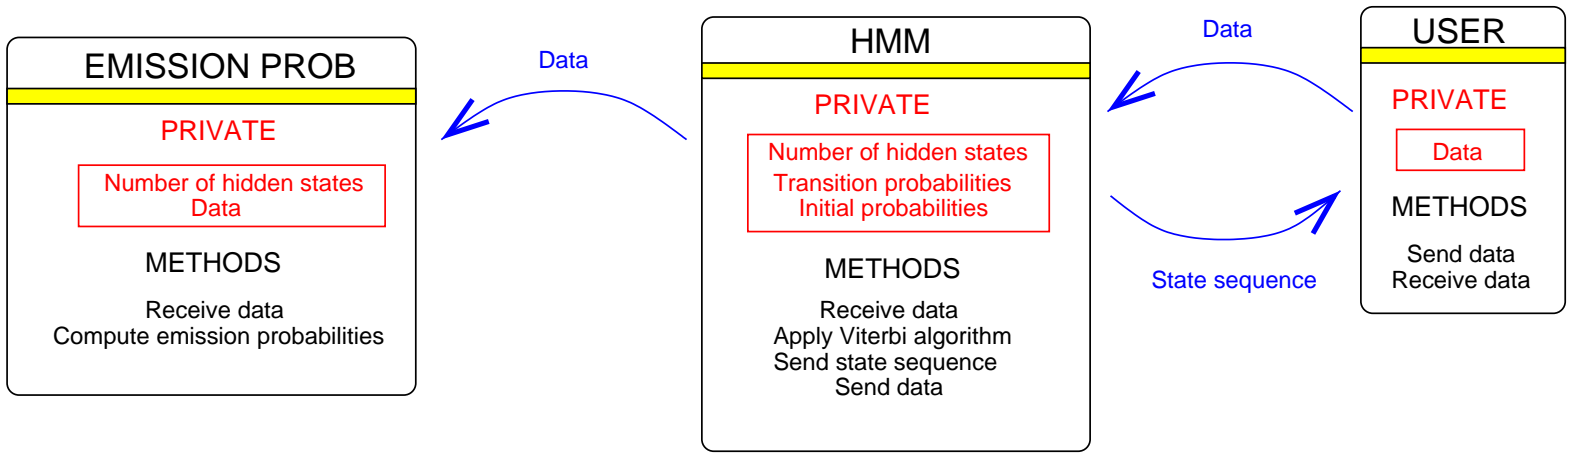 EMISSION PROB
PRIVATE
Number of hidden states
Data
METHODS
Receive data
Compute emission probabilities
Data
HMM
PRIVATE
Number of hidden states
Transition probabilities
Initial probabilities
METHODS
Receive data
Apply Viterbi algorithm
Send state sequence
Send data
Data
State sequence
USER
PRIVATE
Data
METHODS
Send data
Receive data